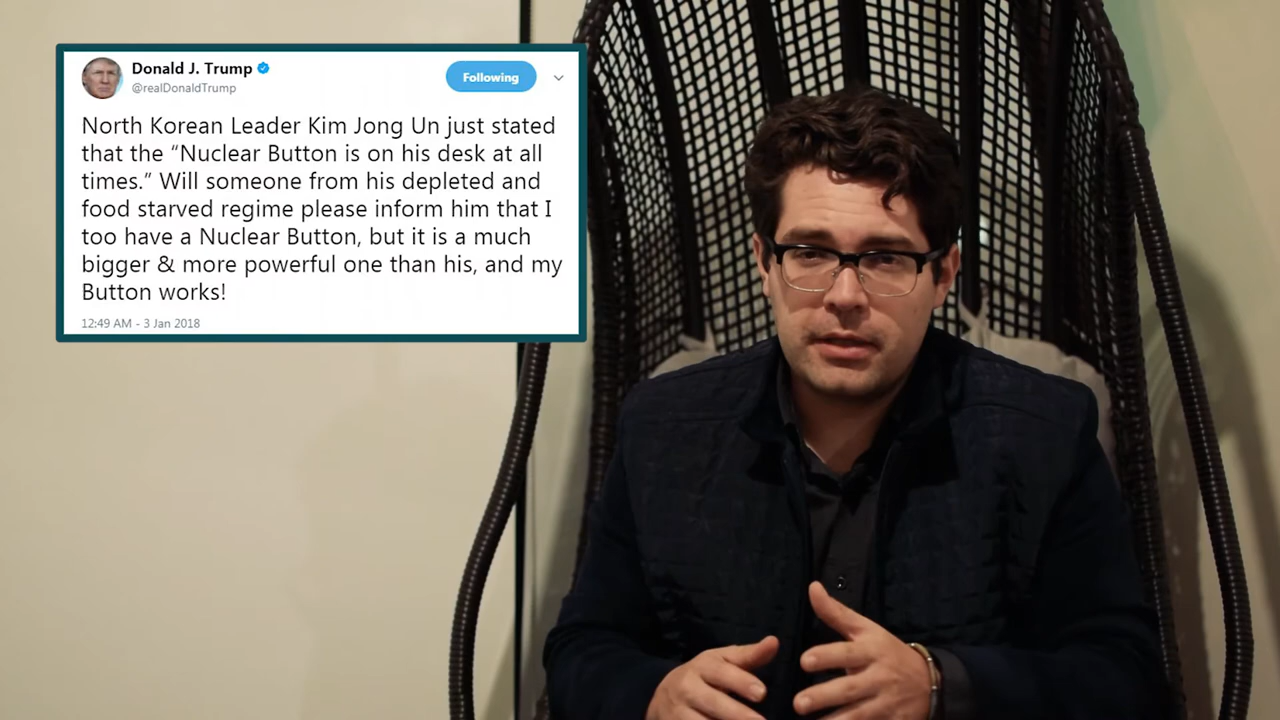 Donald J. Trump
@realDonaldTrump
Following
North Korean Leader Kim Jong Un just stated
that the “Nuclear Button is on his desk at all
times.” Will someone from his depleted and
food starved regime please inform him that I
too have a Nuclear Button, but it is a much
bigger & more powerful one than his, and my
Button works!
12:49 AM - 3 Jan 2018